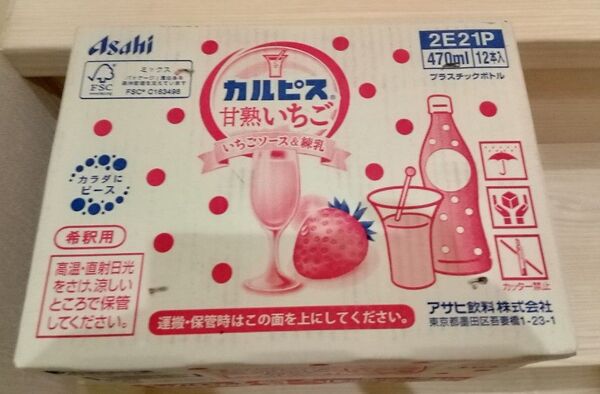 Asahi
2E21P
470ml 12本入
プラスチックボトル
FSC
ミックス
FSC® C163498
カルピス®
甘熟いちご
いちごソース&練乳
カラダに
ピース
希釈用
高温・直射日光
をさけ、涼しい
ところで保管
してください。
カッター禁止
運搬・保管時はこの面を上にしてください。
アサヒ飲料株式会社
東京都墨田区吾妻橋1-23-1